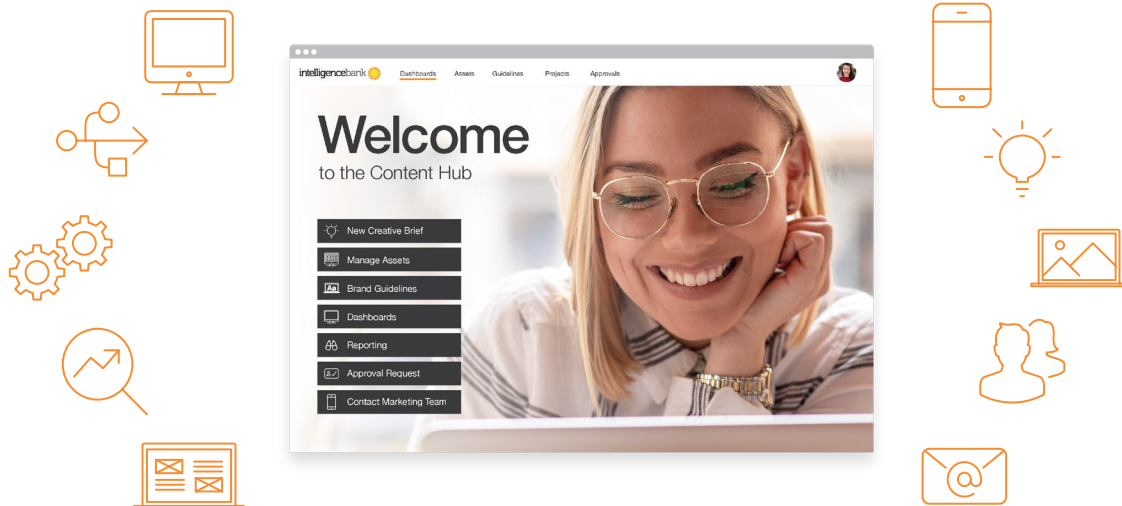 intelligencebank
Dashboards Assets Guidelines Projects Approvals
Welcome
to the Content Hub
New Creative Brief
Manage Assets
Aa Brand Guidelines
Dashboards
Reporting
Approval Request
Contact Marketing Team
@